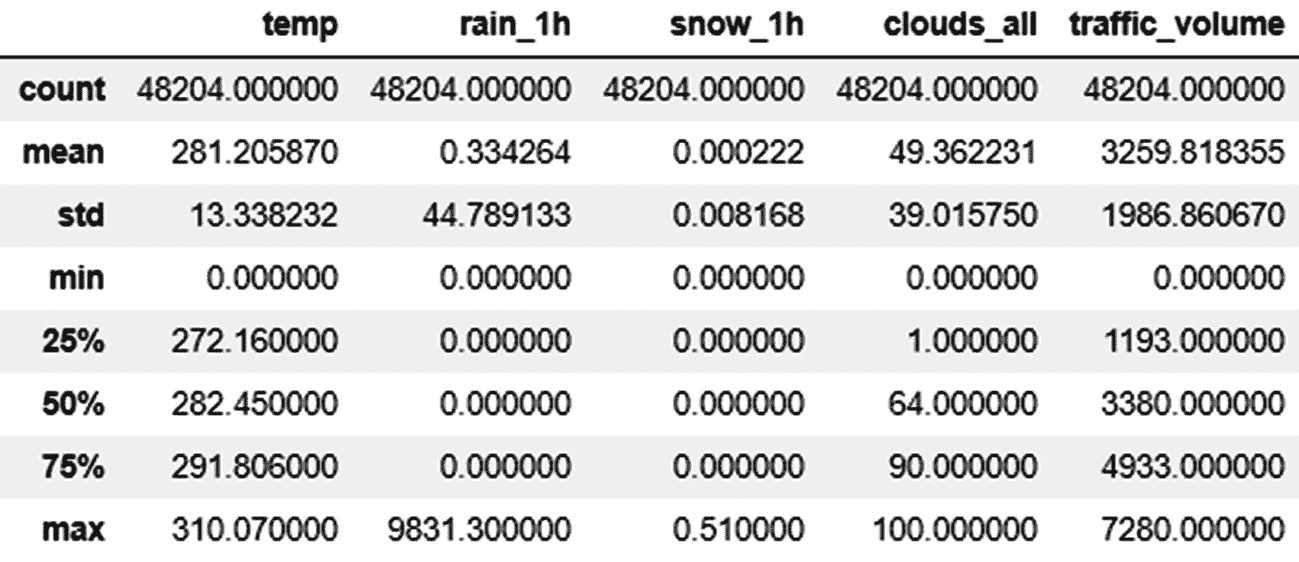 temp rain_1h snow_1h clouds_all traffic_volume
count 48204.000000 48204.000000 48204.000000 48204.000000 48204.000000
mean 281.205870 0.334264 0.000222 49.362231 3259.818355
std 13.338232 44.789133 0.008168 39.015750 1986.860670
min 0.000000 0.000000 0.000000 0.000000 0.000000
25% 272.160000 0.000000 0.000000 1.000000 1193.000000
50% 282.450000 0.000000 0.000000 64.000000 3380.000000
75% 291.806000 0.000000 0.000000 90.000000 4933.000000
max 310.070000 9831.300000 0.510000 100.000000 7280.000000